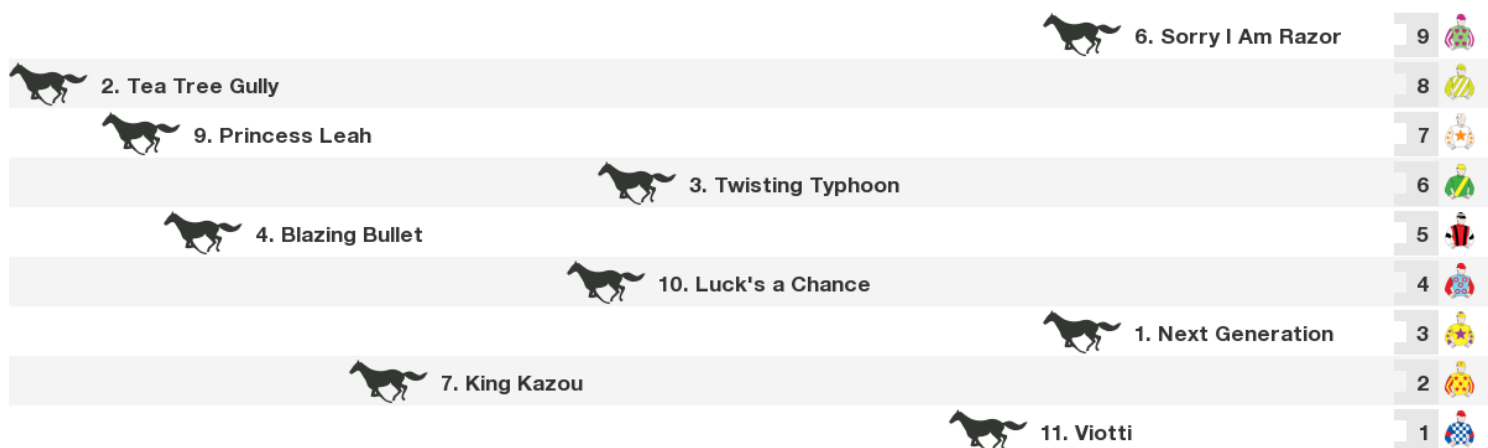 6. Sorry I Am Razor 9
2. Tea Tree Gully 8
9. Princess Leah 7
3. Twisting Typhoon 6
4. Blazing Bullet 5
10. Luck's a Chance 4
1. Next Generation 3
7. King Kazou 2
11. Viotti 1